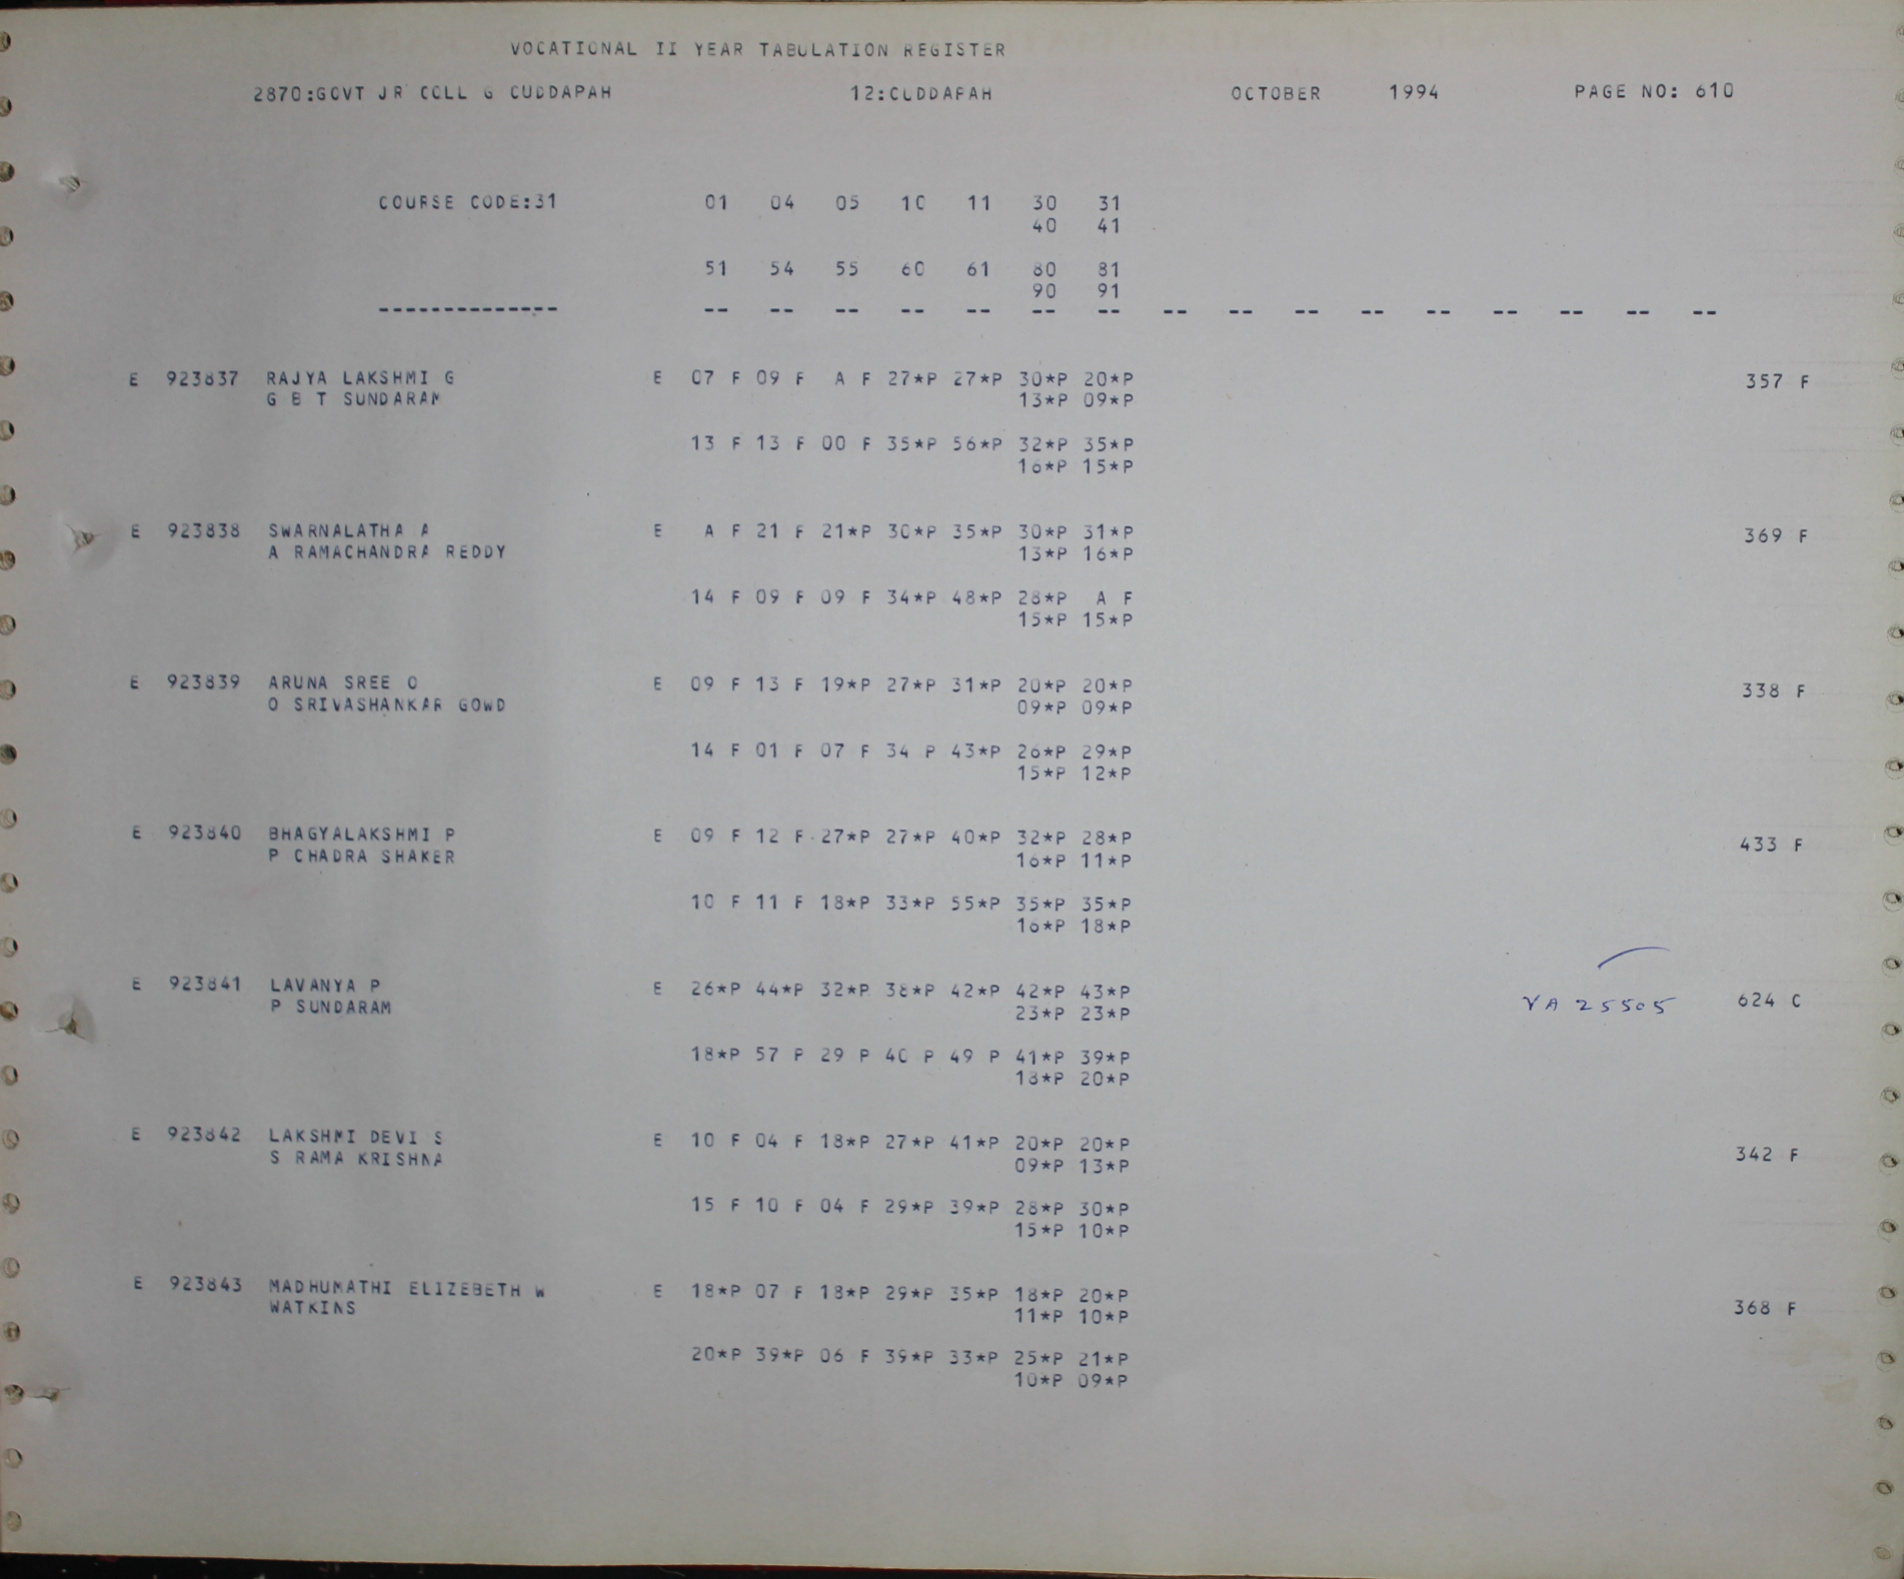 VOCATIONAL II YEAR TABULATION REGISTER
2870:GOVT JR COLL G CUDDAPAH 12:CUDDAPAH OCTOBER 1994 PAGE NO: 610
COURSE CODE:31 01 04 05 10 11 30 31
40 41
51 54 55 60 61 80 81
90 91
-------------- -- -- -- -- -- -- -- -- -- -- -- -- -- -- -- --
E 923837 RAJYA LAKSHMI G E 07 F 09 F A F 27*P 27*P 30*P 20*P 357 F
G B T SUNDARAM 13*P 09*P
13 F 13 F 00 F 35*P 56*P 32*P 35*P
16*P 15*P
E 923838 SWARNALATHA A E A F 21 F 21*P 30*P 35*P 30*P 31*P 369 F
A RAMACHANDRA REDDY 13*P 16*P
14 F 09 F 09 F 34*P 48*P 28*P A F
15*P 15*P
E 923839 ARUNA SREE O E 09 F 13 F 19*P 27*P 31*P 20*P 20*P 338 F
O SRIVASHANKAR GOWD 09*P 09*P
14 F 01 F 07 F 34 P 43*P 26*P 29*P
15*P 12*P
E 923840 BHAGYALAKSHMI P E 09 F 12 F 27*P 27*P 40*P 32*P 28*P 433 F
P CHADRA SHAKER 16*P 11*P
10 F 11 F 18*P 33*P 55*P 35*P 35*P
16*P 18*P
E 923841 LAVANYA P E 26*P 44*P 32*P 38*P 42*P 42*P 43*P VA 25505 624 C
P SUNDARAM 23*P 23*P
18*P 57 P 29 P 40 P 49 P 41*P 39*P
18*P 20*P
E 923842 LAKSHMI DEVI S E 10 F 04 F 18*P 27*P 41*P 20*P 20*P 342 F
S RAMA KRISHNA 09*P 13*P
15 F 10 F 04 F 29*P 39*P 28*P 30*P
15*P 10*P
E 923843 MADHUMATHI ELIZEBETH W E 18*P 07 F 18*P 29*P 35*P 18*P 20*P 368 F
WATKINS 11*P 10*P
20*P 39*P 06 F 39*P 33*P 25*P 21*P
10*P 09*P